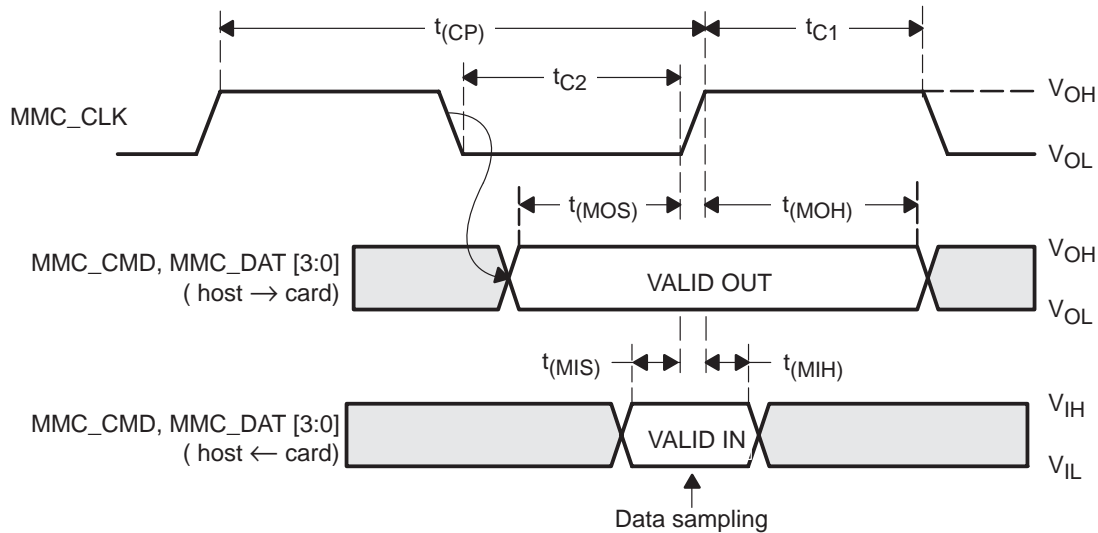 t(CP)
tC1
tC2
MMC_CLK
VOH
VOL
t(MOS)
t(MOH)
MMC_CMD, MMC_DAT [3:0]
( host → card)
VALID OUT
VOH
VOL
t(MIS)
t(MIH)
MMC_CMD, MMC_DAT [3:0]
( host ← card)
VALID IN
VIH
VIL
Data sampling